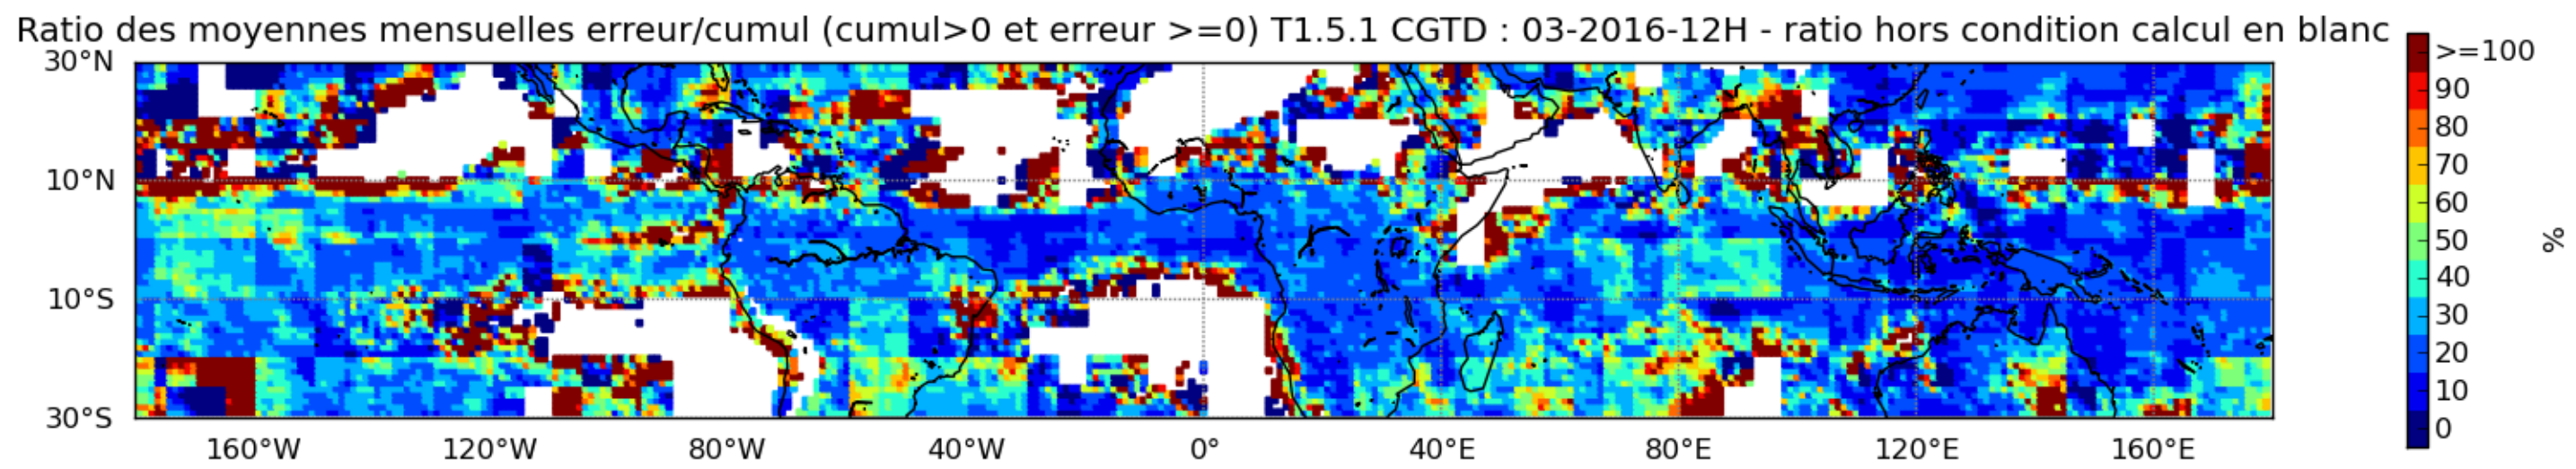 Ratio des moyennes mensuelles erreur/cumul (cumul>0 et erreur >=0) T1.5.1 CGTD : 03-2016-12H - ratio hors condition calcul en blanc
30°N
10°N
10°S
30°S
160°W 120°W 80°W 40°W 0° 40°E 80°E 120°E 160°E
>=100
90
80
70
60
50
40
30
20
10
0
%